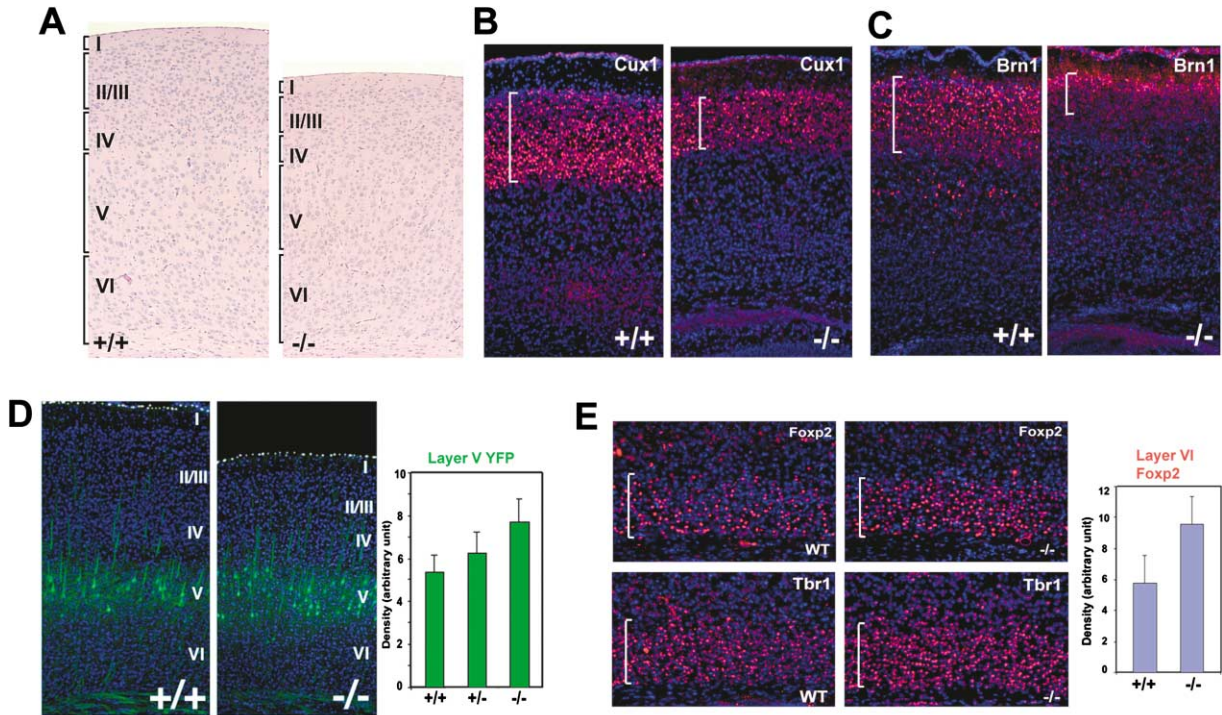 A
I
II/III
IV
V
VI
+/+
I
II/III
IV
V
VI
-/-
B
Cux1
+/+
Cux1
-/-
C
Brn1
+/+
Brn1
-/-
D
I
II/III
IV
V
VI
+/+
I
II/III
IV
V
VI
-/-
Layer V YFP
Density (arbitrary unit)
10
8
6
4
2
0
+/+ +/- -/-
E
Foxp2
WT
Foxp2
-/-
Tbr1
WT
Tbr1
-/-
Layer VI
Foxp2
Density (arbitrary unit)
12
10
8
6
4
2
0
+/+ -/-